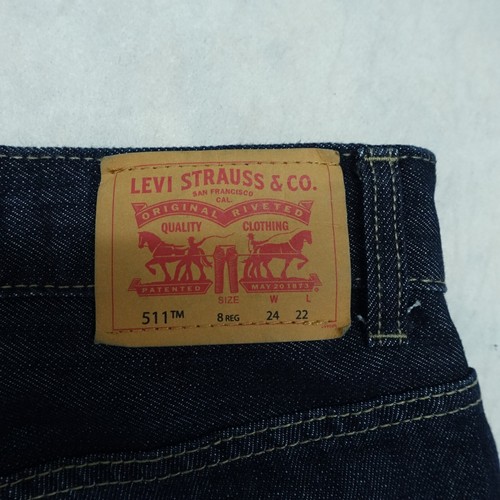 LEVI STRAUSS & CO.
SAN FRANCISCO
CAL.
ORIGINAL RIVETED
QUALITY CLOTHING
PATENTED MAY 20 1873
SIZE W L
511™ 8 REG 24 22